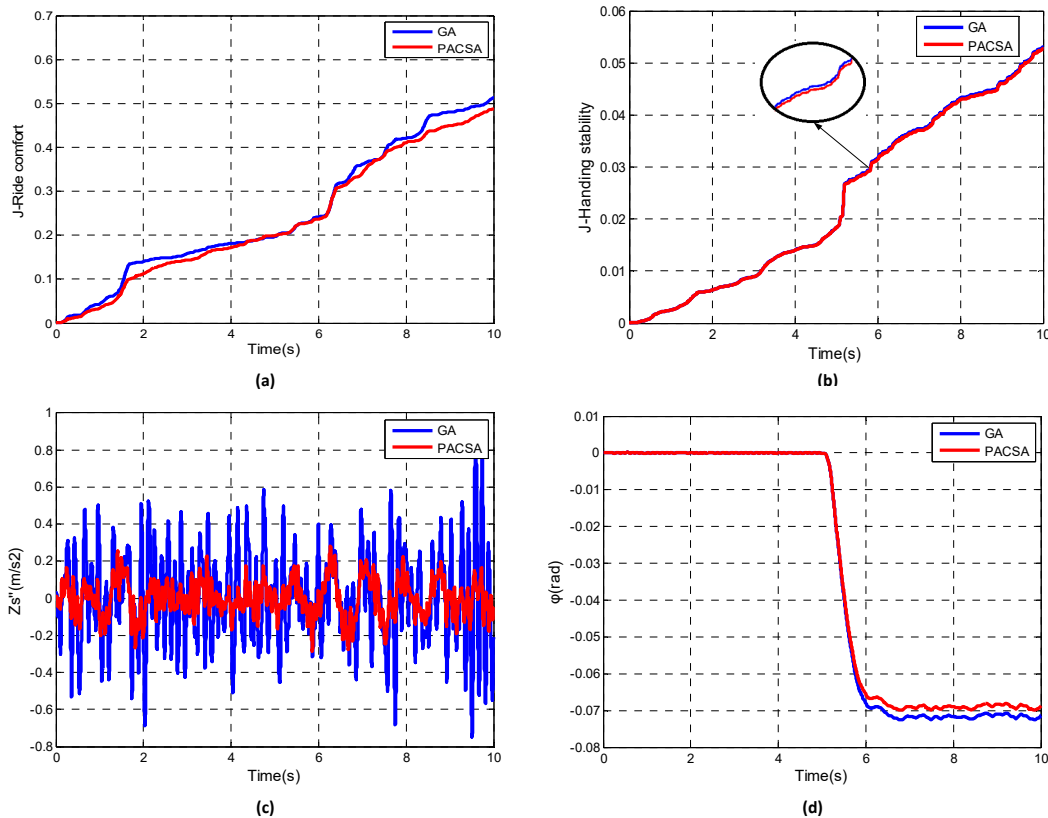 0.7
0.6
0.5
0.4
0.3
0.2
0.1
0
0 2 4 6 8 10
J-Ride comfort
Time(s)
GA
PACSA
(a)
0.06
0.05
0.04
0.03
0.02
0.01
0
0 2 4 6 8 10
J-Handing stability
Time(s)
GA
PACSA
(b)
1
0.8
0.6
0.4
0.2
0
-0.2
-0.4
-0.6
-0.8
0 2 4 6 8 10
Zs" (m/s2)
Time(s)
GA
PACSA
(c)
0.01
0
-0.01
-0.02
-0.03
-0.04
-0.05
-0.06
-0.07
-0.08
0 2 4 6 8 10
φ(rad)
Time(s)
GA
PACSA
(d)